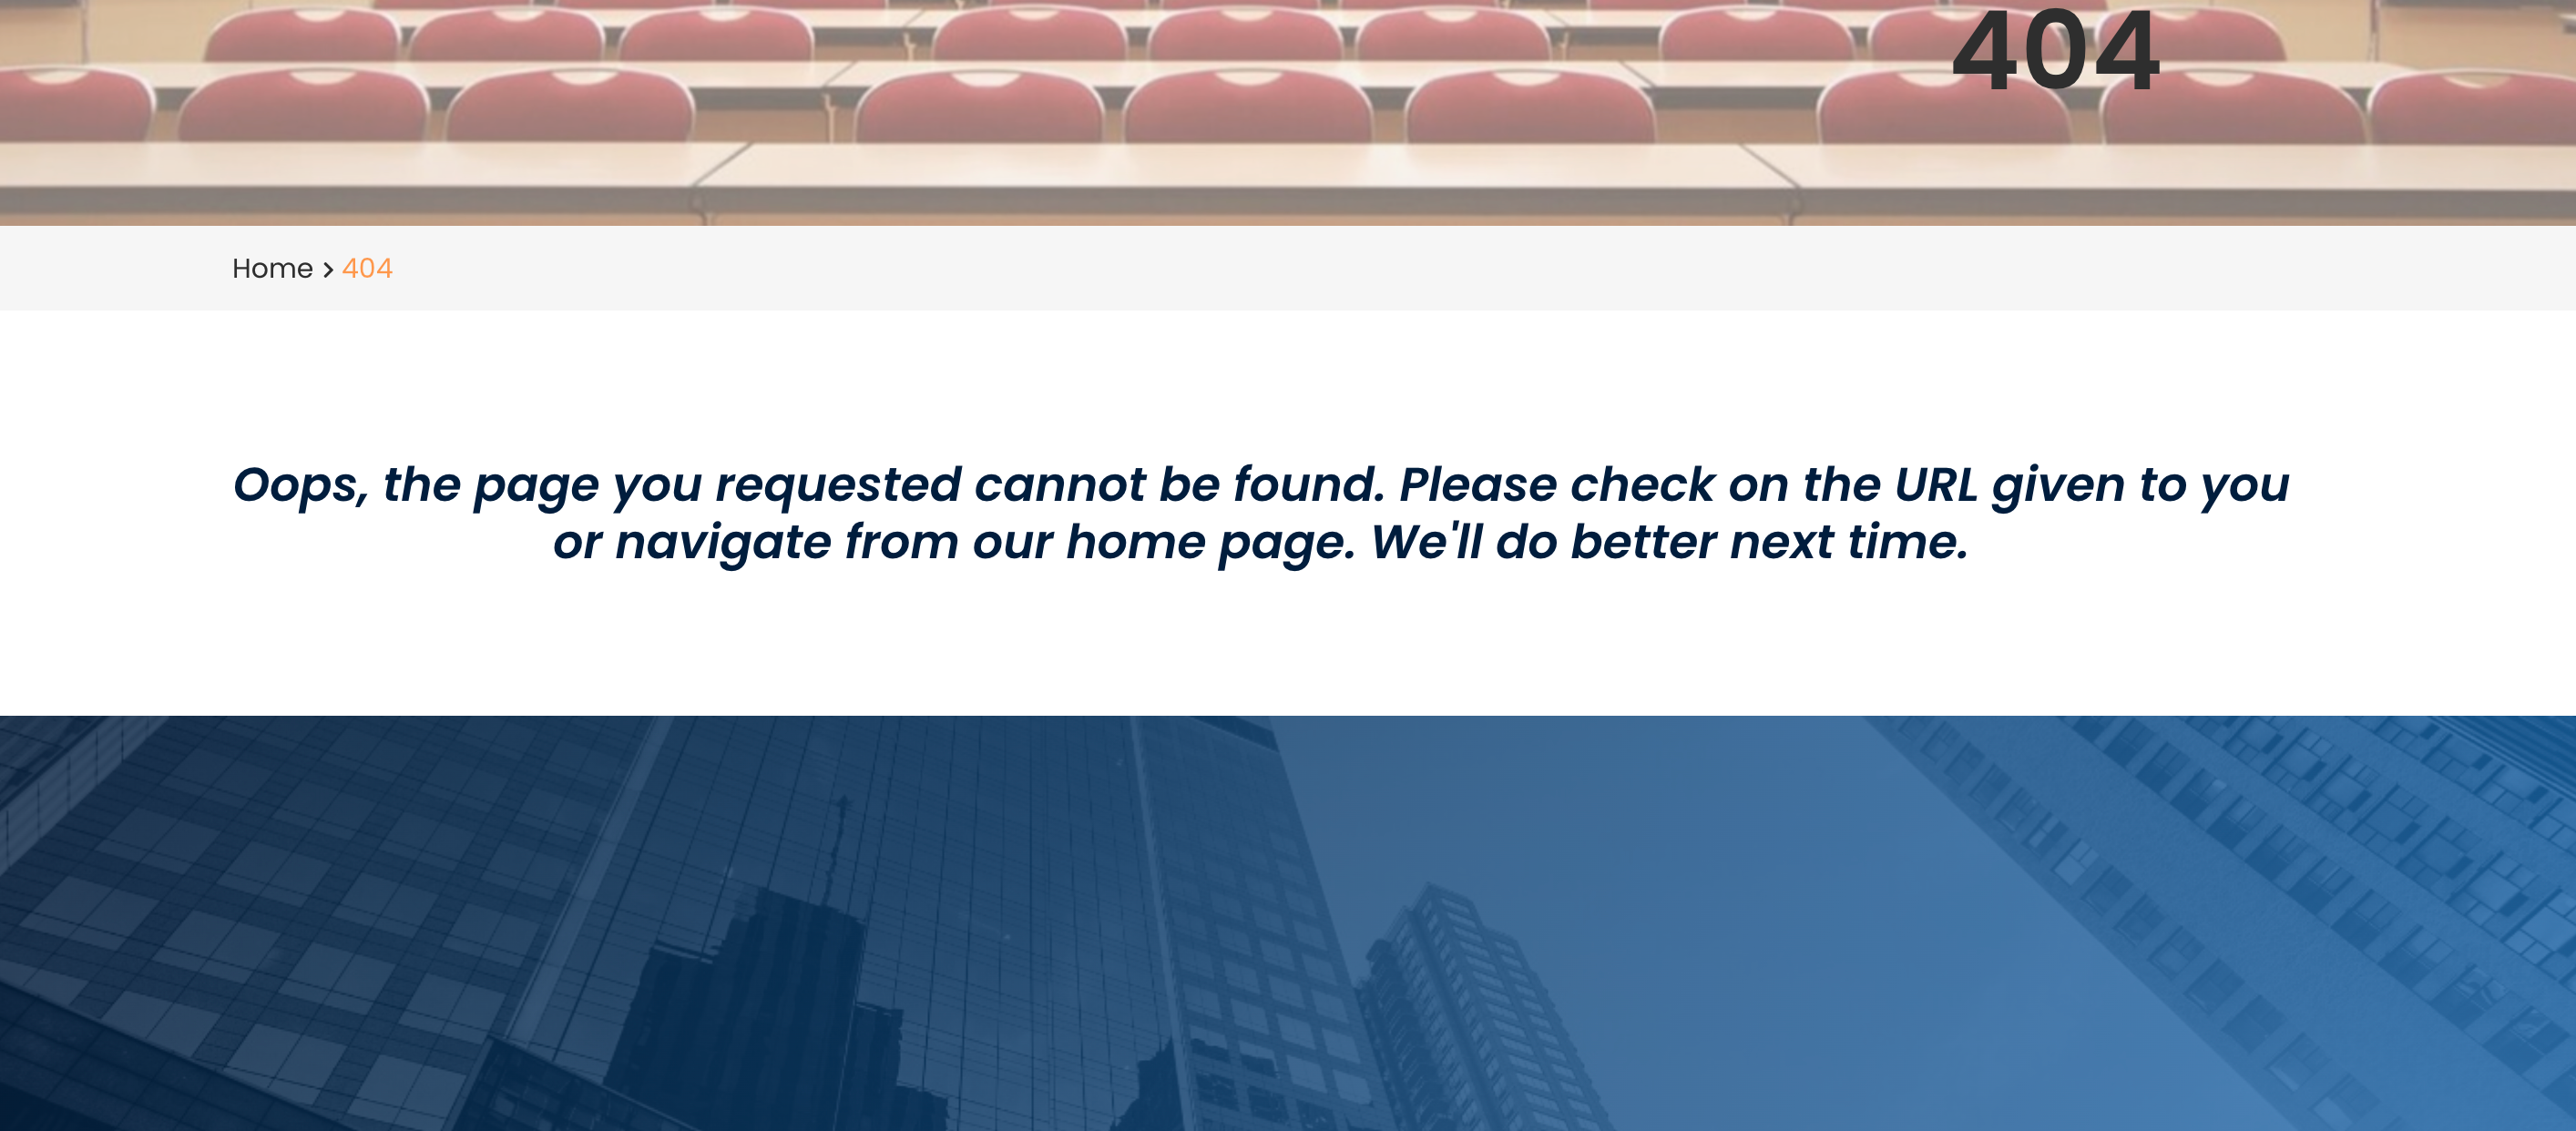 404
Home > 404
Oops, the page you requested cannot be found. Please check on the URL given to you
or navigate from our home page. We'll do better next time.